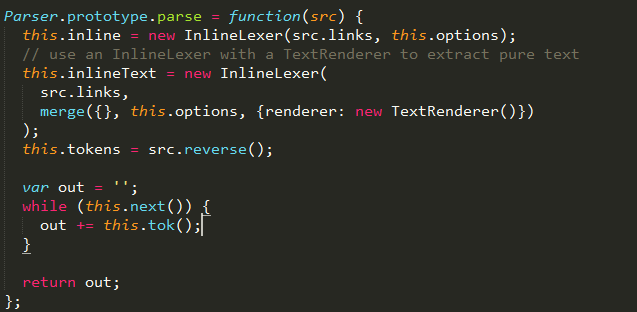 Parser.prototype.parse = function(src) {
  this.inline = new InlineLexer(src.links, this.options);
  // use an InlineLexer with a TextRenderer to extract pure text
  this.inlineText = new InlineLexer(
    src.links,
    merge({}, this.options, {renderer: new TextRenderer()})
  );
  this.tokens = src.reverse();

  var out = '';
  while (this.next()) {
    out += this.tok();
  }

  return out;
};